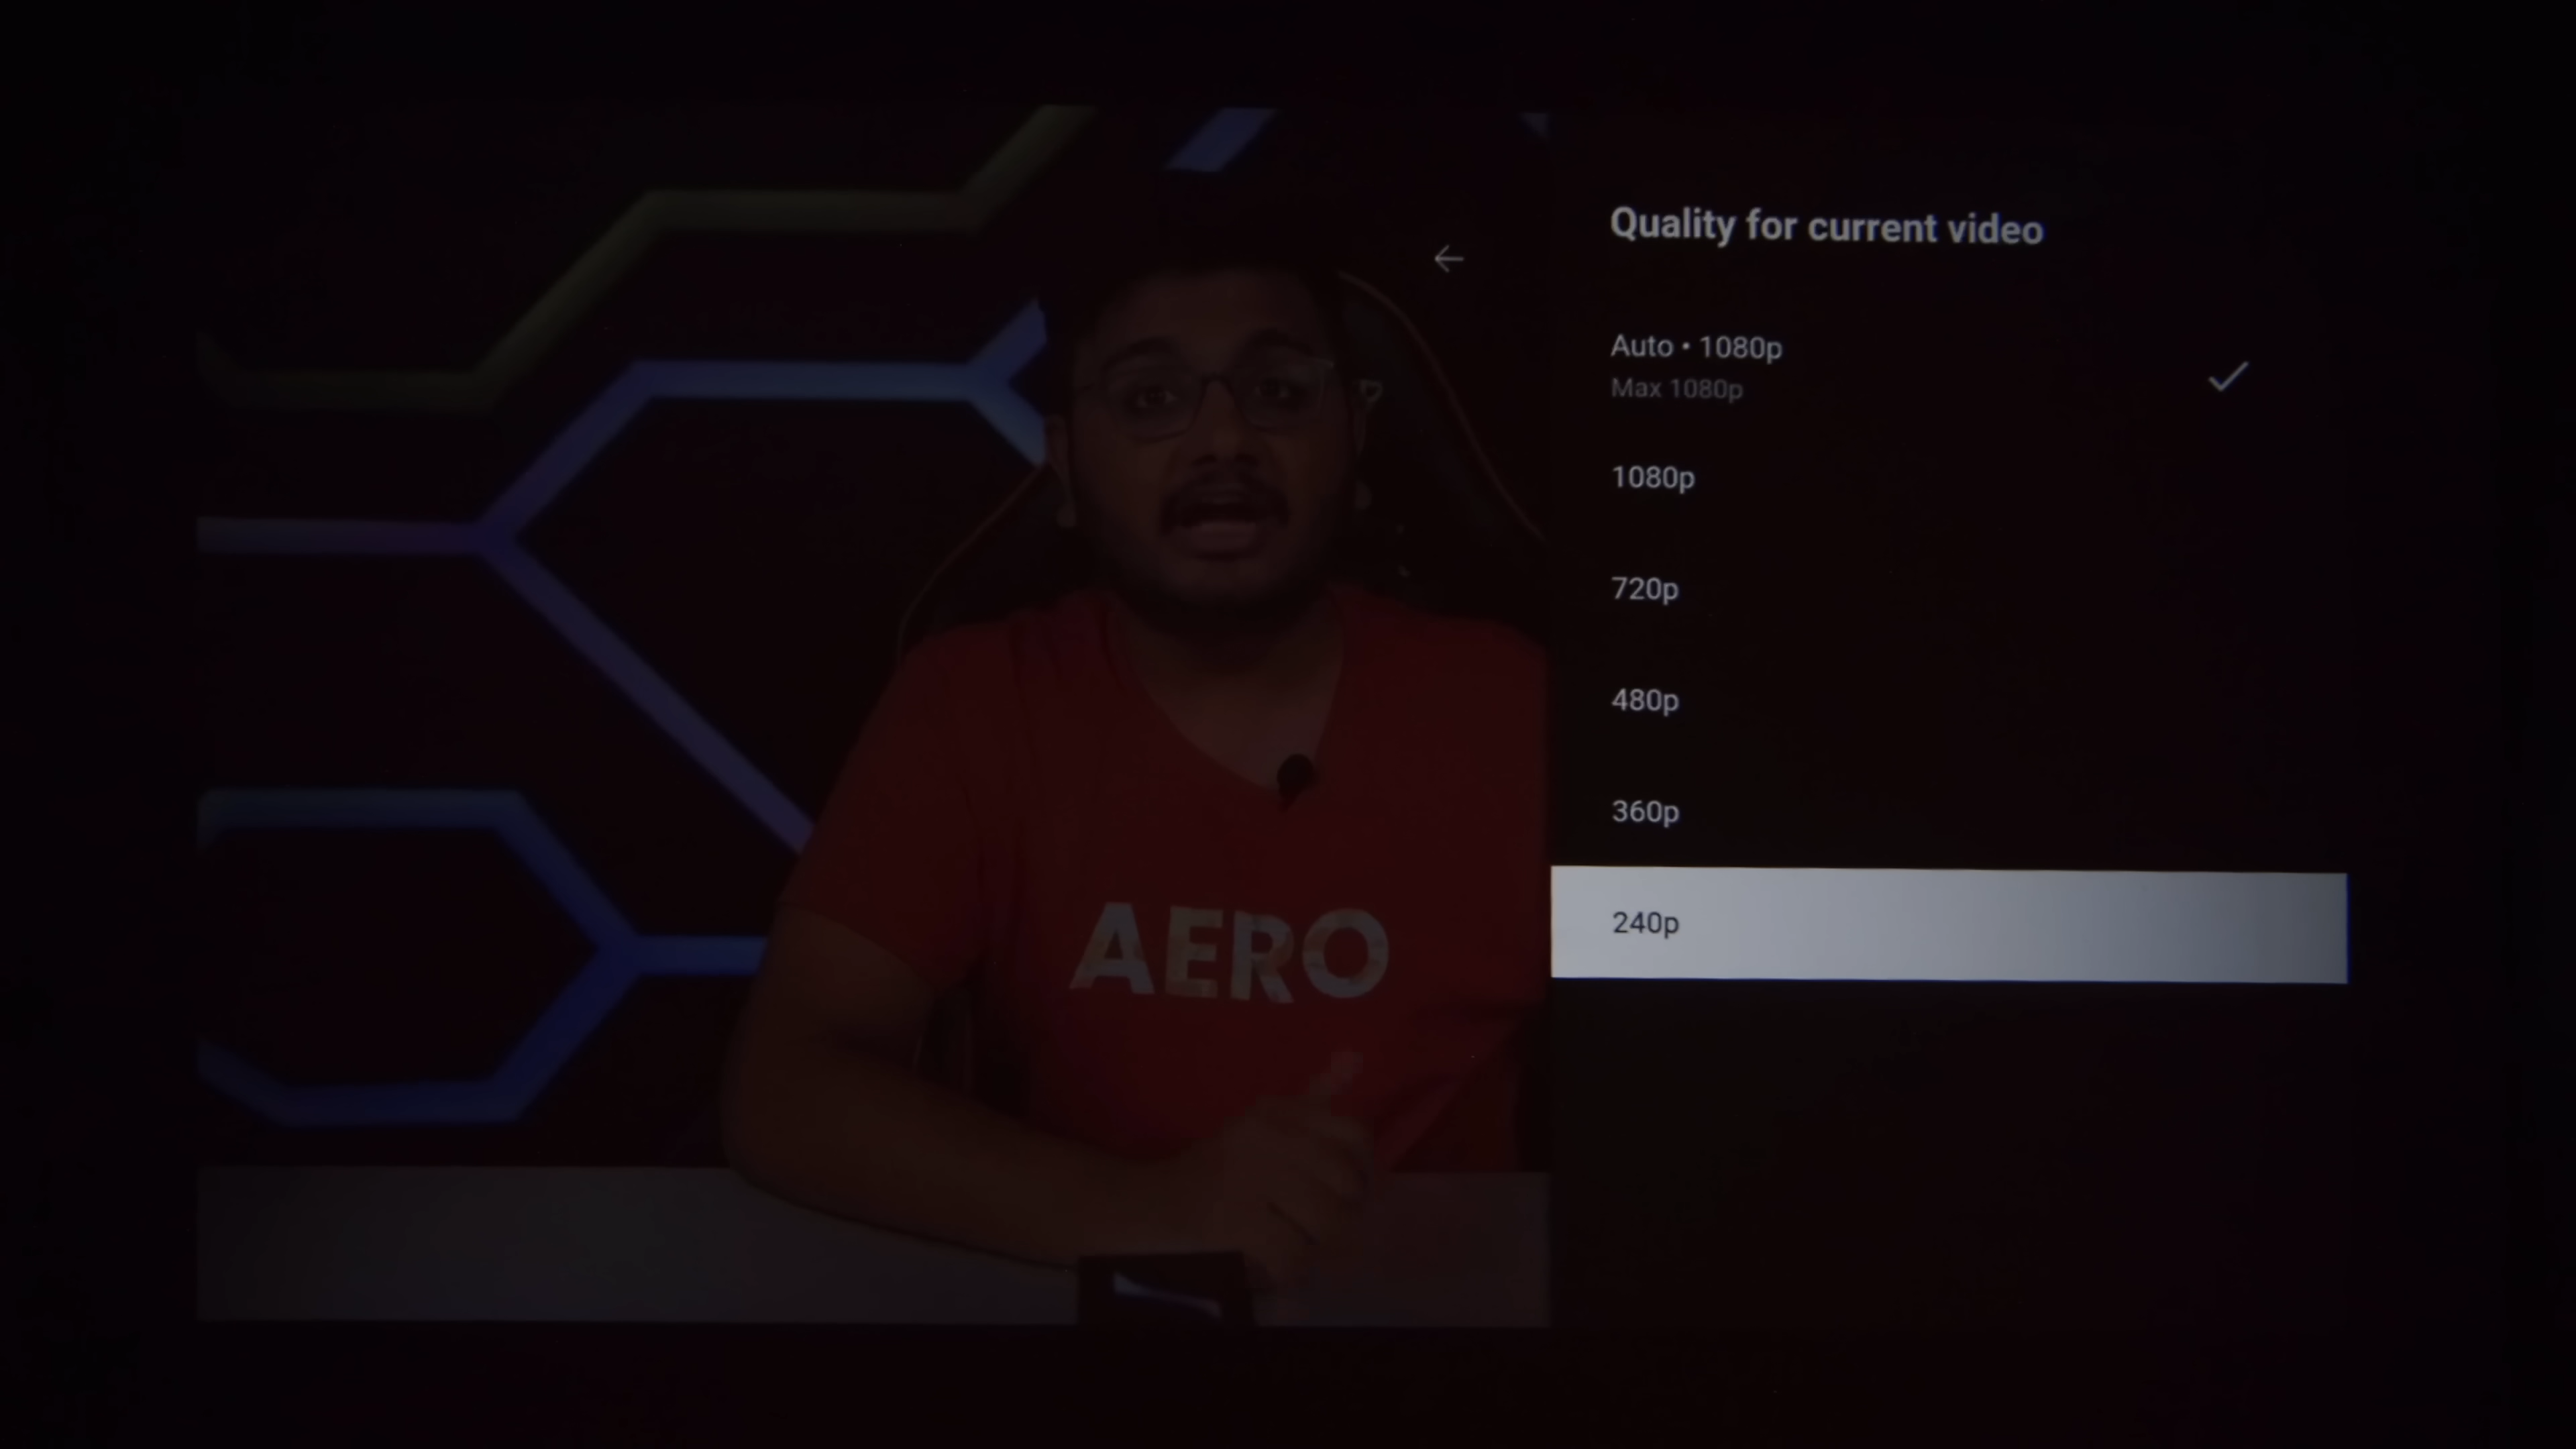 Quality for current video
Auto • 1080p
Max 1080p
1080p
720p
480p
360p
240p
AERO